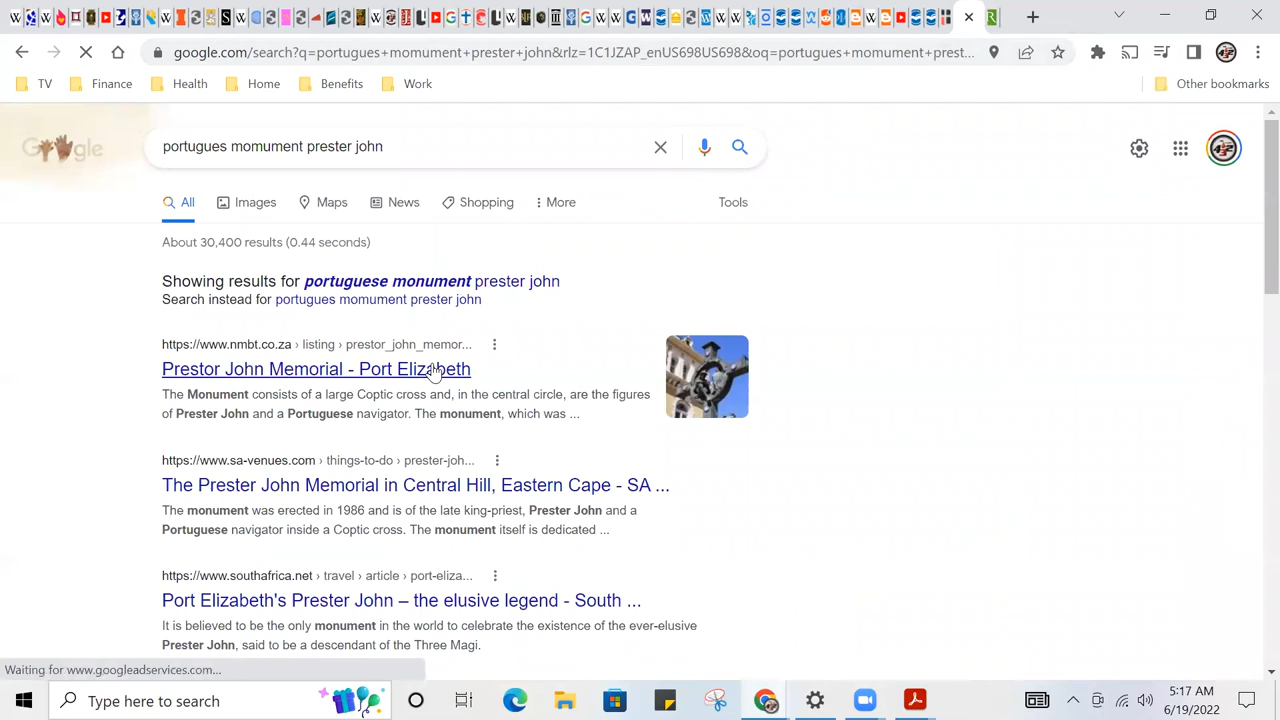 google.com/search?q=portugues+momument+prester+john&rlz=1C1JZAP_enUS698US698&oq=portugues+momument+prest...
TV Finance Health Home Benefits Work Other bookmarks
Google
portugues momument prester john
All Images Maps News Shopping More Tools
About 30,400 results (0.44 seconds)
Showing results for portuguese monument prester john
Search instead for portugues momument prester john
https://www.nmbt.co.za › listing › prestor_john_memor...
Prestor John Memorial - Port Elizabeth
The Monument consists of a large Coptic cross and, in the central circle, are the figures
of Prester John and a Portuguese navigator. The monument, which was ...
https://www.sa-venues.com › things-to-do › prester-joh...
The Prester John Memorial in Central Hill, Eastern Cape - SA ...
The monument was erected in 1986 and is of the late king-priest, Prester John and a
Portuguese navigator inside a Coptic cross. The monument itself is dedicated ...
https://www.southafrica.net › travel › article › port-eliza...
Port Elizabeth's Prester John – the elusive legend - South ...
It is believed to be the only monument in the world to celebrate the existence of the ever-elusive
Prester John, said to be a descendant of the Three Magi.
Waiting for www.googleadservices.com...
Type here to search
5:17 AM
6/19/2022